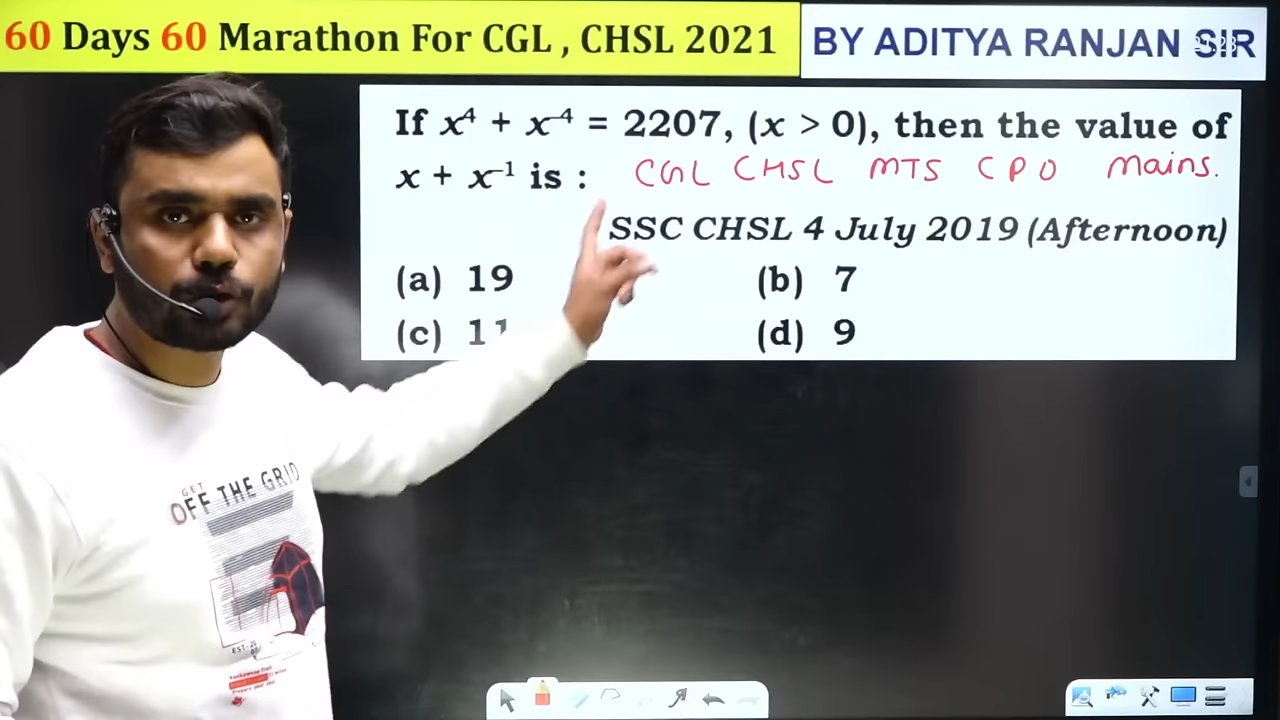 60 Days 60 Marathon For CGL , CHSL 2021
BY ADITYA RANJAN SIR
If x⁴ + x⁻⁴ = 2207, (x > 0), then the value of
x + x⁻¹ is :
CGL CHSL MTS CPO Mains.
SSC CHSL 4 July 2019 (Afternoon)
(a) 19
(b) 7
(c) 11
(d) 9
GET
OFF THE GRID